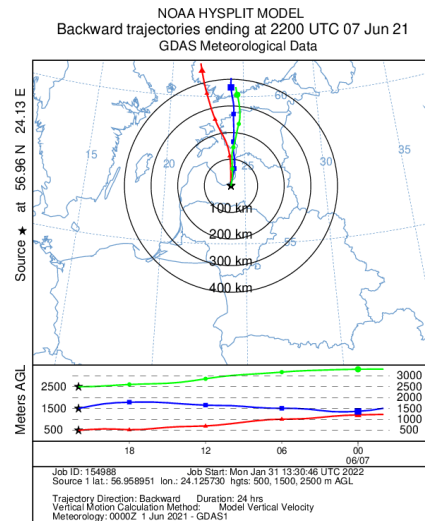 NOAA HYSPLIT MODEL
Backward trajectories ending at 2200 UTC 07 Jun 21
GDAS Meteorological Data
Source ★ at 56.96 N 24.13 E
60
15
20
25
30
35
55
100 km
200 km
300 km
400 km
Meters AGL
2500
1500
500
3000
2500
2000
1500
1000
500
18
12
06
00
06/07
Job ID: 154988 Job Start: Mon Jan 31 13:30:46 UTC 2022
Source 1 lat.: 56.958951 lon.: 24.125730 hgts: 500, 1500, 2500 m AGL
Trajectory Direction: Backward Duration: 24 hrs
Vertical Motion Calculation Method: Model Vertical Velocity
Meteorology: 0000Z 1 Jun 2021 - GDAS1